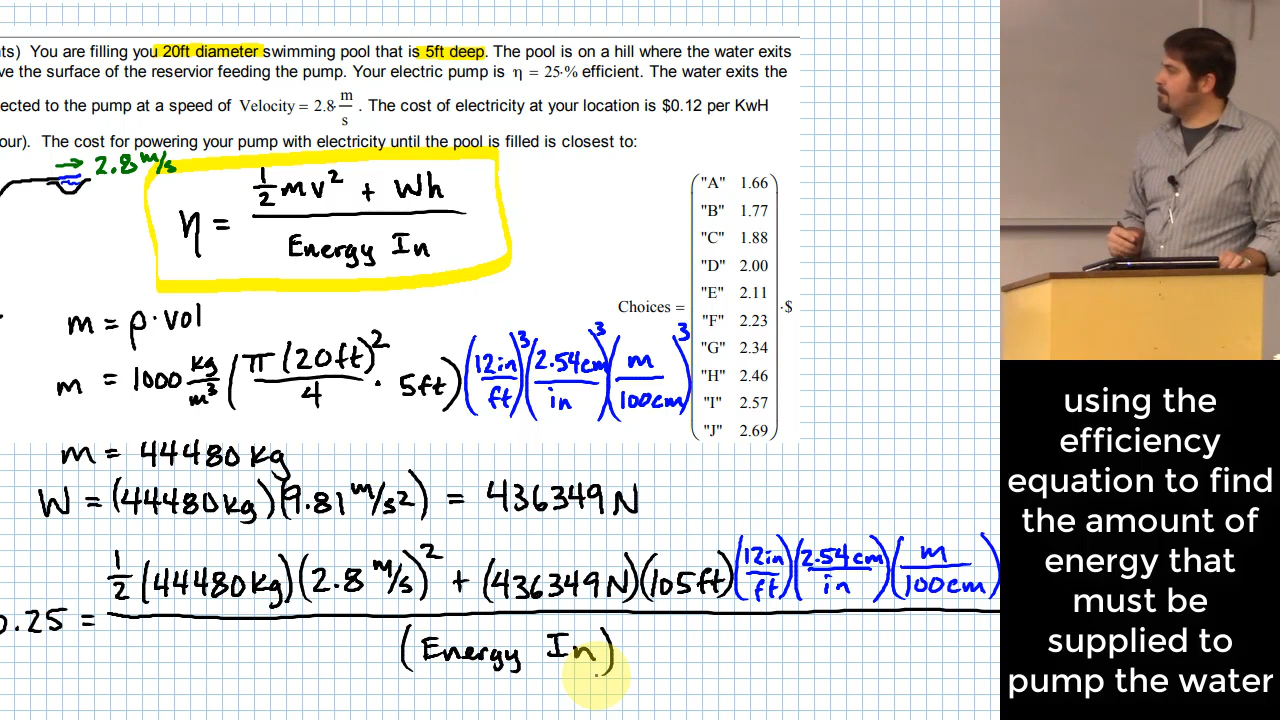 ts) You are filling you 20ft diameter swimming pool that is 5ft deep. The pool is on a hill where the water exits
ve the surface of the reservior feeding the pump. Your electric pump is η = 25·% efficient. The water exits the
ected to the pump at a speed of Velocity = 2.8 m/s . The cost of electricity at your location is $0.12 per KwH
our). The cost for powering your pump with electricity until the pool is filled is closest to:
→ 2.8 m/s
η = (½mv² + Wh) / Energy In
Choices =
"A" 1.66
"B" 1.77
"C" 1.88
"D" 2.00
"E" 2.11
"F" 2.23
"G" 2.34
"H" 2.46
"I" 2.57
"J" 2.69
·$
m = ρ·vol
m = 1000 kg/m³ (π(20ft)²/4 · 5ft)(12in/ft)³(2.54cm/in)³(m/100cm)³
m = 44480 kg
W = (44480kg)(9.81 m/s²) = 436349 N
0.25 = ½(44480kg)(2.8 m/s)² + (436349N)(105ft)(12in/ft)(2.54cm/in)(m/100cm)
(Energy In)
using the
efficiency
equation to find
the amount of
energy that
must be
supplied to
pump the water